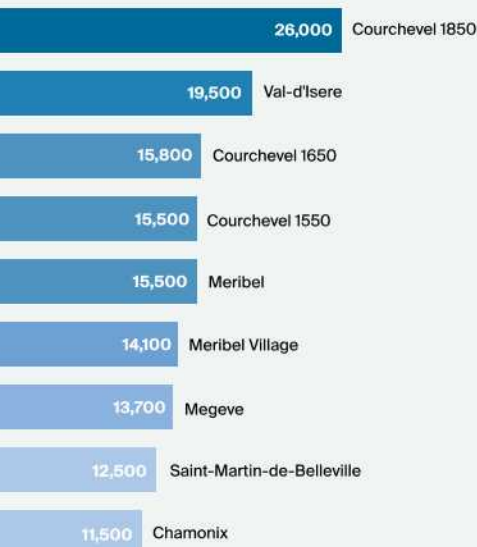 26,000 Courchevel 1850
19,500 Val-d'Isere
15,800 Courchevel 1650
15,500 Courchevel 1550
15,500 Meribel
14,100 Meribel Village
13,700 Megeve
12,500 Saint-Martin-de-Belleville
11,500 Chamonix